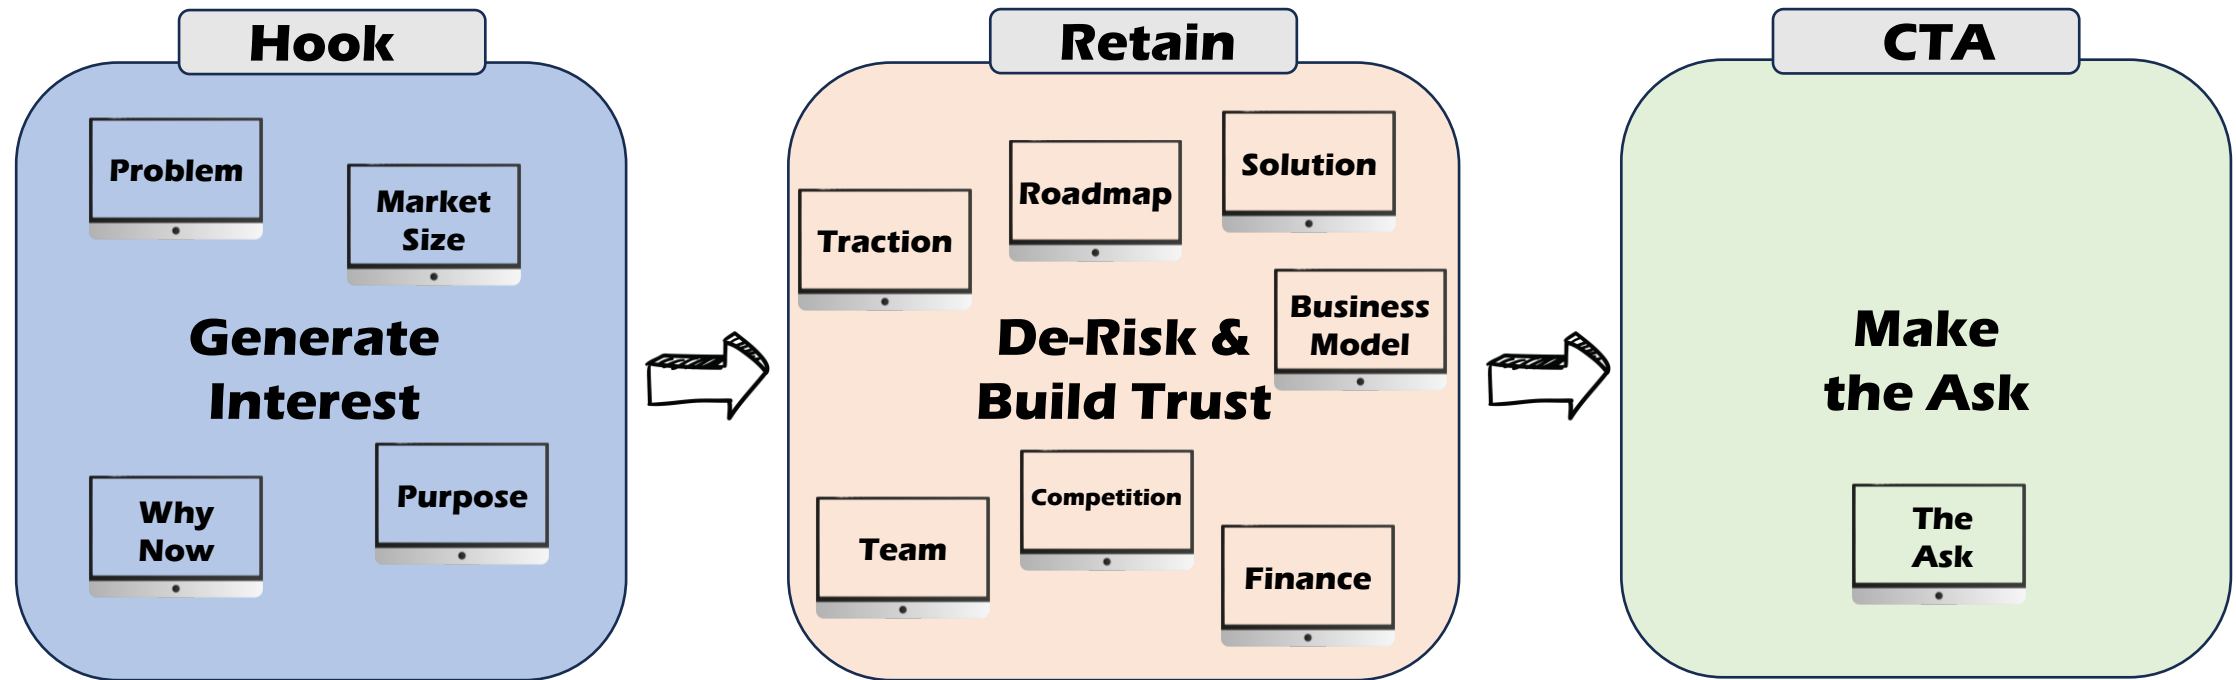 Hook
Problem
Market
Size
Generate
Interest
Why
Now
Purpose
Retain
Traction
Roadmap
Solution
Business
Model
De-Risk &
Build Trust
Team
Competition
Finance
CTA
Make
the Ask
The
Ask